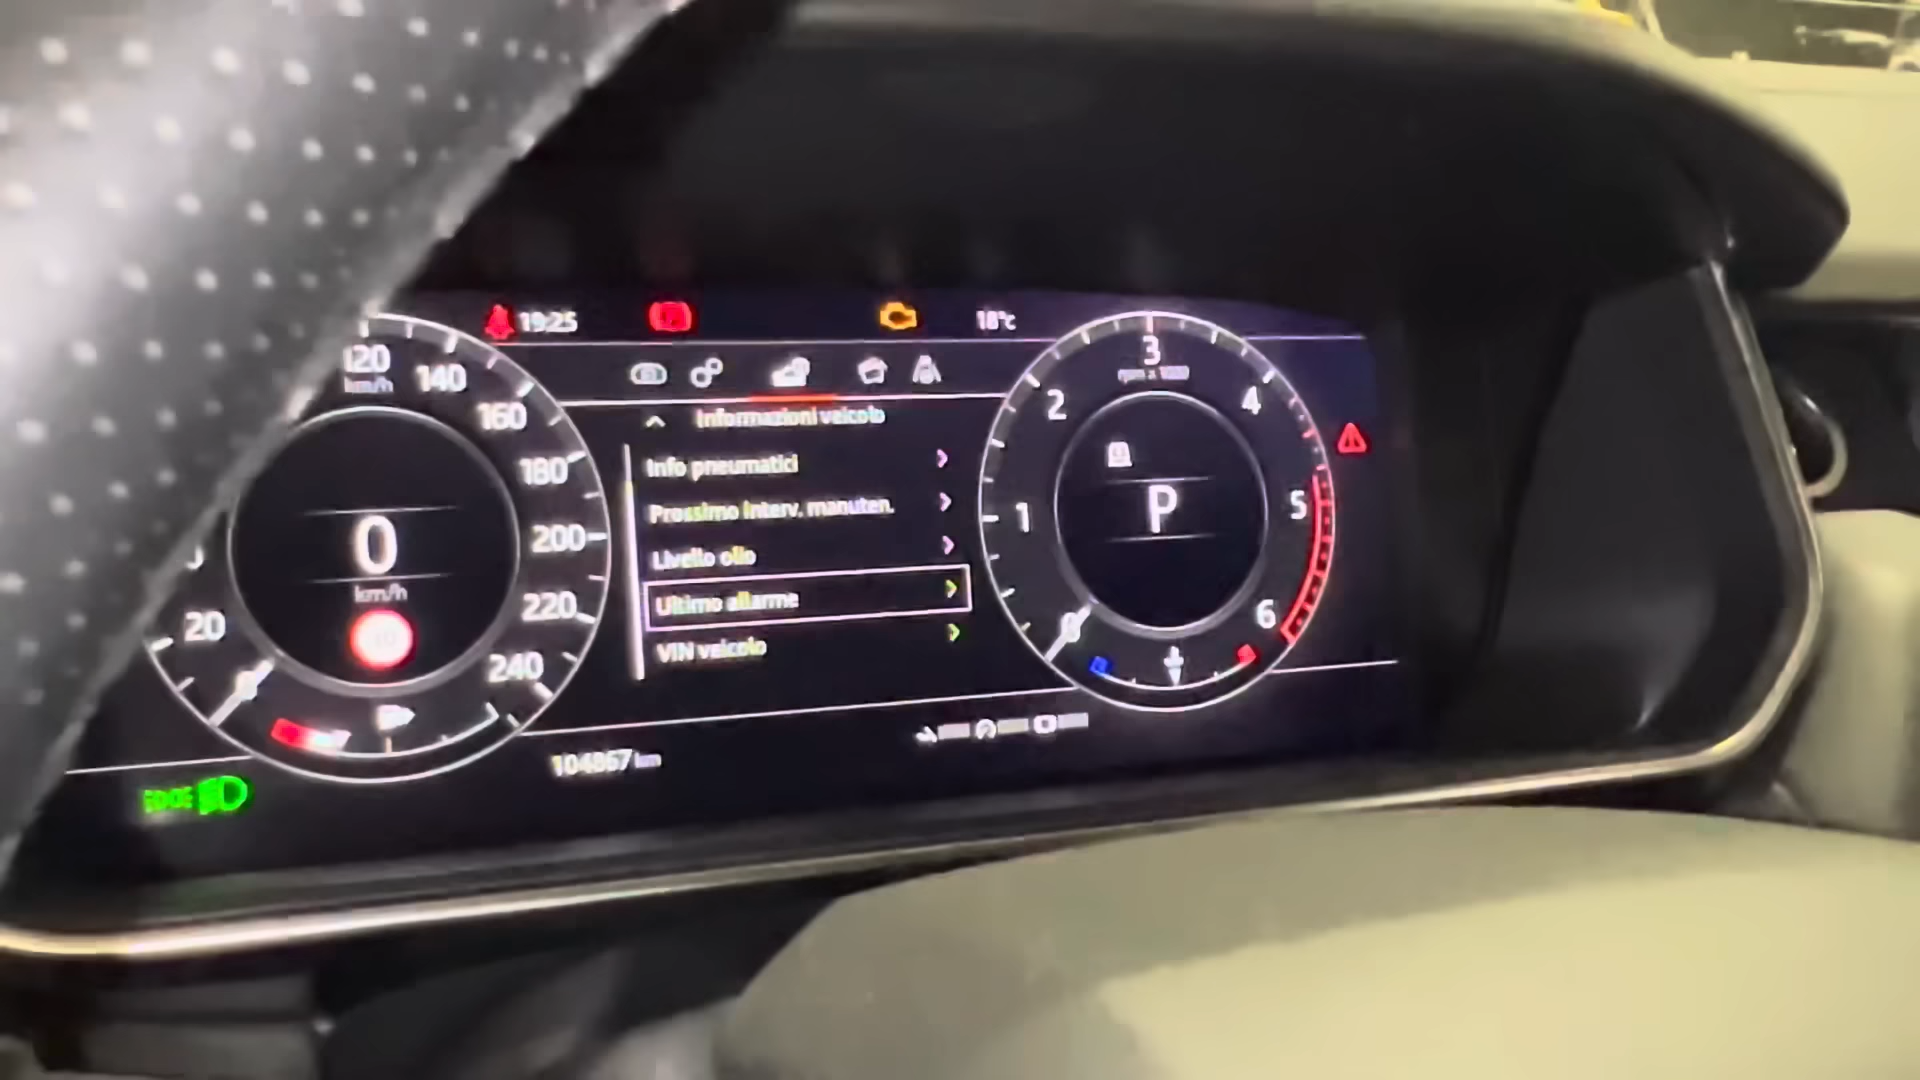 19:25
18°c
120
km/h
140
160
180
200
220
240
20
0
km/h
Informazioni veicolo
Info pneumatici
Prossimo interv. manuten.
Livello olio
Ultimo allarme
VIN veicolo
3
rpm x 1000
2
4
1
5
6
0
P
104867 km